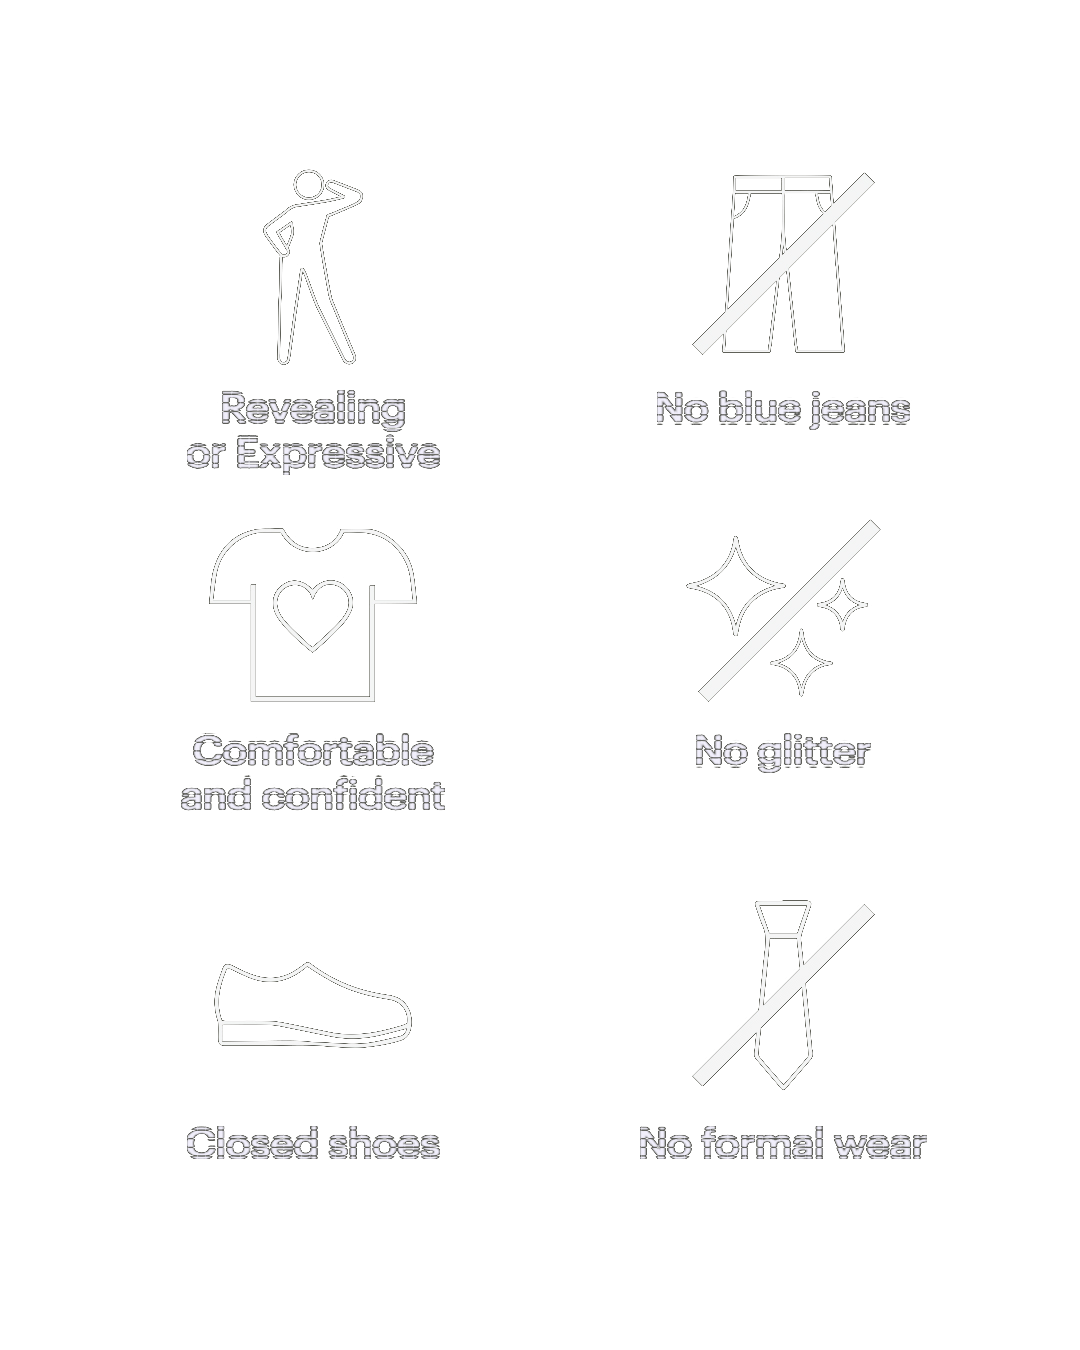 Revealing
or Expressive
No blue jeans
Comfortable
and confident
No glitter
Closed shoes
No formal wear